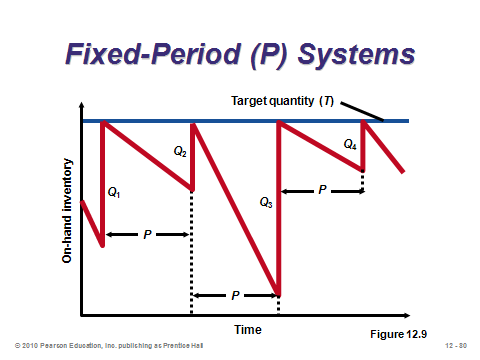 Fixed-Period (P) Systems
Target quantity (T)
Q4
Q2
Q1
P
Q3
On-hand inventory
P
P
Time
Figure 12.9
© 2010 Pearson Education, Inc. publishing as Prentice Hall
12 - 80